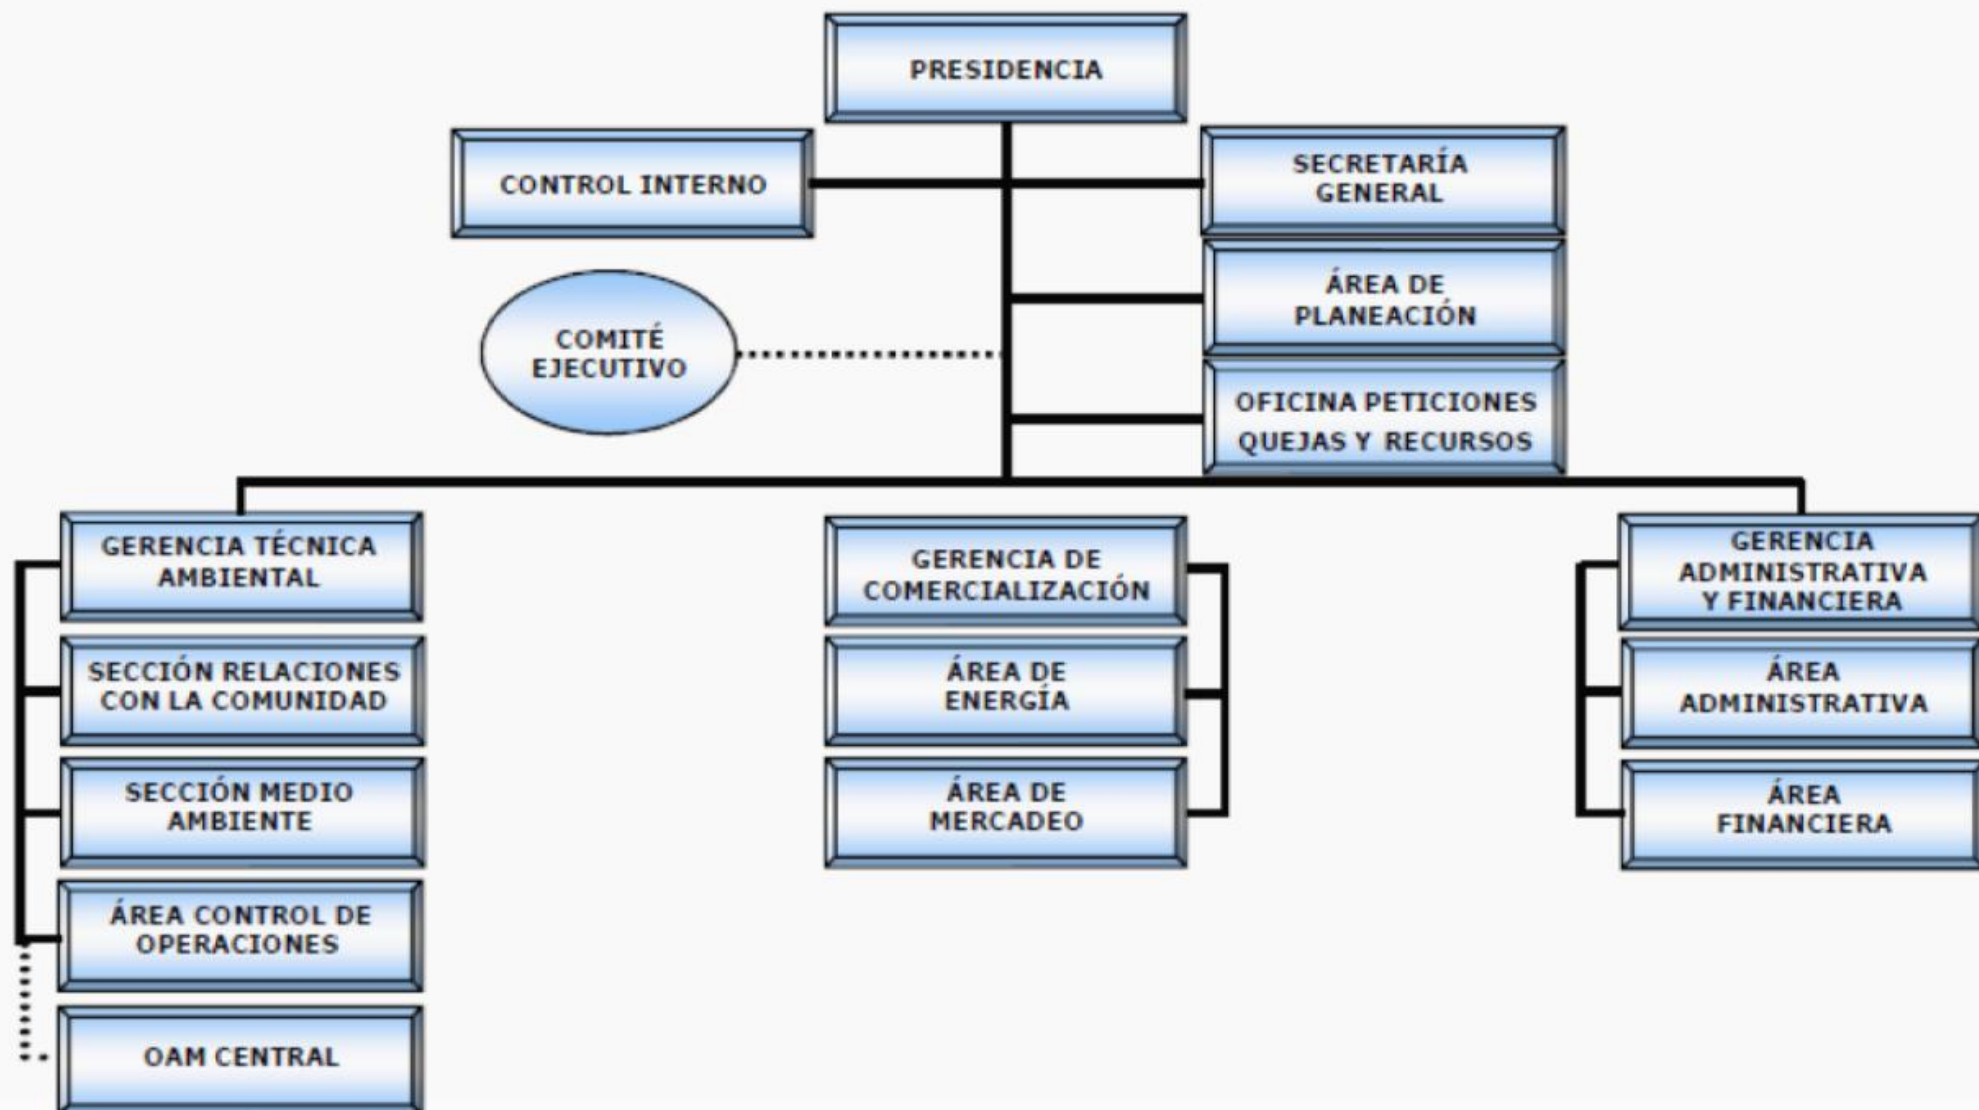 PRESIDENCIA
CONTROL INTERNO
SECRETARÍA
GENERAL
ÁREA DE
PLANEACIÓN
COMITÉ
EJECUTIVO
OFICINA PETICIONES
QUEJAS Y RECURSOS
GERENCIA TÉCNICA
AMBIENTAL
SECCIÓN RELACIONES
CON LA COMUNIDAD
SECCIÓN MEDIO
AMBIENTE
ÁREA CONTROL DE
OPERACIONES
OAM CENTRAL
GERENCIA DE
COMERCIALIZACIÓN
ÁREA DE
ENERGÍA
ÁREA DE
MERCADEO
GERENCIA
ADMINISTRATIVA
Y FINANCIERA
ÁREA
ADMINISTRATIVA
ÁREA
FINANCIERA